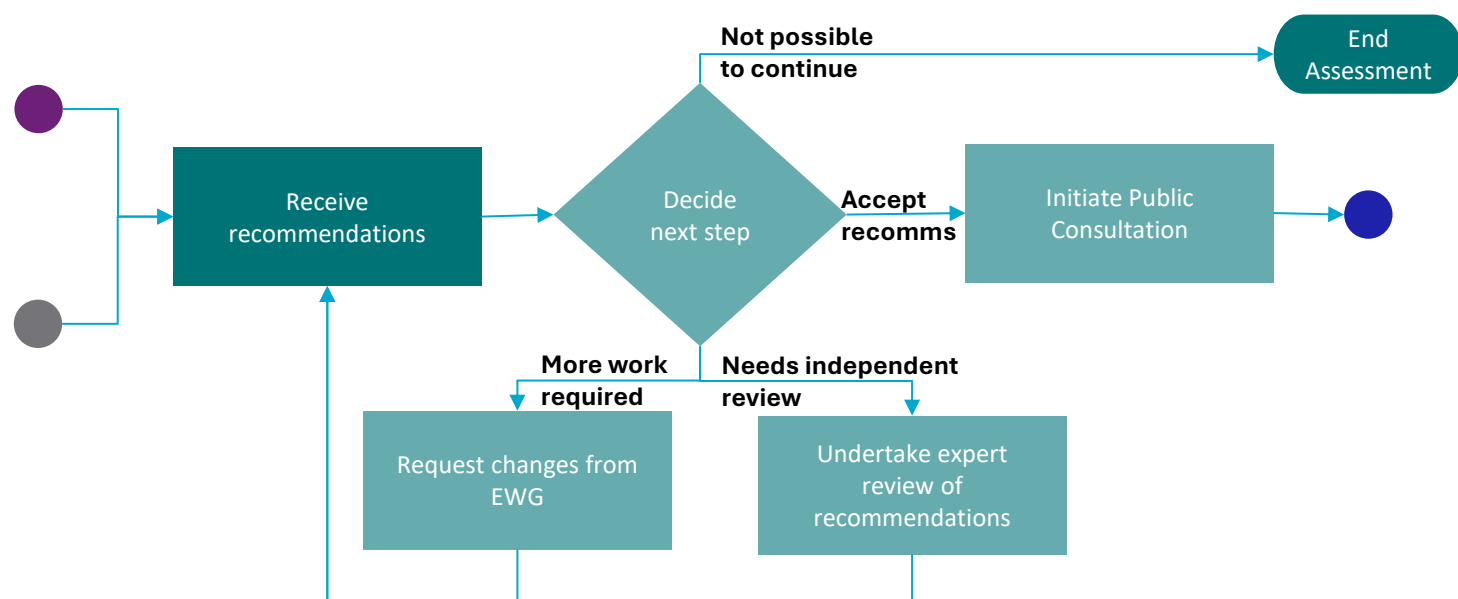 Not possible
to continue
End
Assessment
Receive
recommendations
Decide
next step
Accept
recomms
Initiate Public
Consultation
More work
required
Needs independent
review
Request changes from
EWG
Undertake expert
review of
recommendations